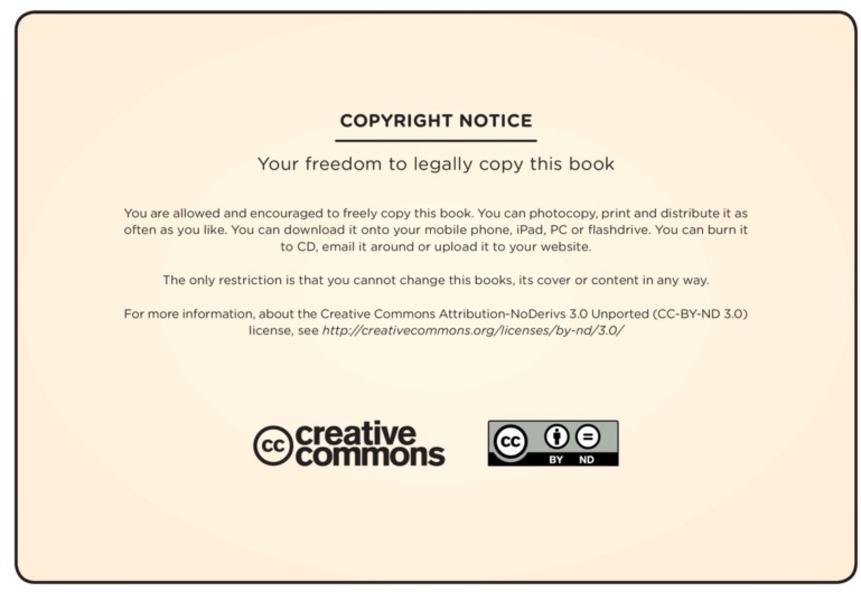 COPYRIGHT NOTICE
Your freedom to legally copy this book
You are allowed and encouraged to freely copy this book. You can photocopy, print and distribute it as
often as you like. You can download it onto your mobile phone, iPad, PC or flashdrive. You can burn it
to CD, email it around or upload it to your website.
The only restriction is that you cannot change this books, its cover or content in any way.
For more information, about the Creative Commons Attribution-NoDerivs 3.0 Unported (CC-BY-ND 3.0)
license, see http://creativecommons.org/licenses/by-nd/3.0/
cc creative
commons
cc
BY ND